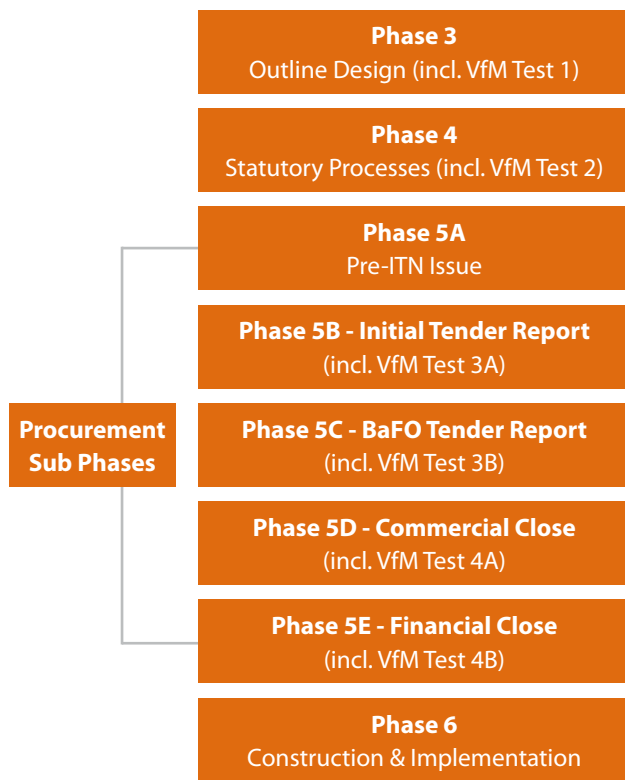 Phase 3
Outline Design (incl. VfM Test 1)
Phase 4
Statutory Processes (incl. VfM Test 2)
Phase 5A
Pre-ITN Issue
Phase 5B - Initial Tender Report
(incl. VfM Test 3A)
Procurement
Sub Phases
Phase 5C - BaFO Tender Report
(incl. VfM Test 3B)
Phase 5D - Commercial Close
(incl. VfM Test 4A)
Phase 5E - Financial Close
(incl. VfM Test 4B)
Phase 6
Construction & Implementation